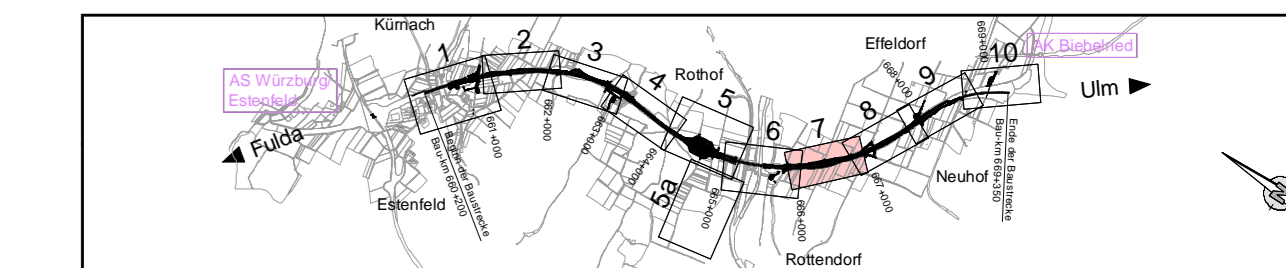 Kürnach
1
2
3
4
5
5a
6
7
8
9
10
Rothof
Effeldorf
AK Biebelried
AS Würzburg/
Estenfeld
Ulm
Fulda
Estenfeld
Neuhof
Rottendorf
Beginn der Baustrecke
Bau-km 660+200
661+000
662+000
663+000
664+000
665+000
666+000
667+000
668+000
669+000
Ende der Baustrecke
Bau-km 669+350
N